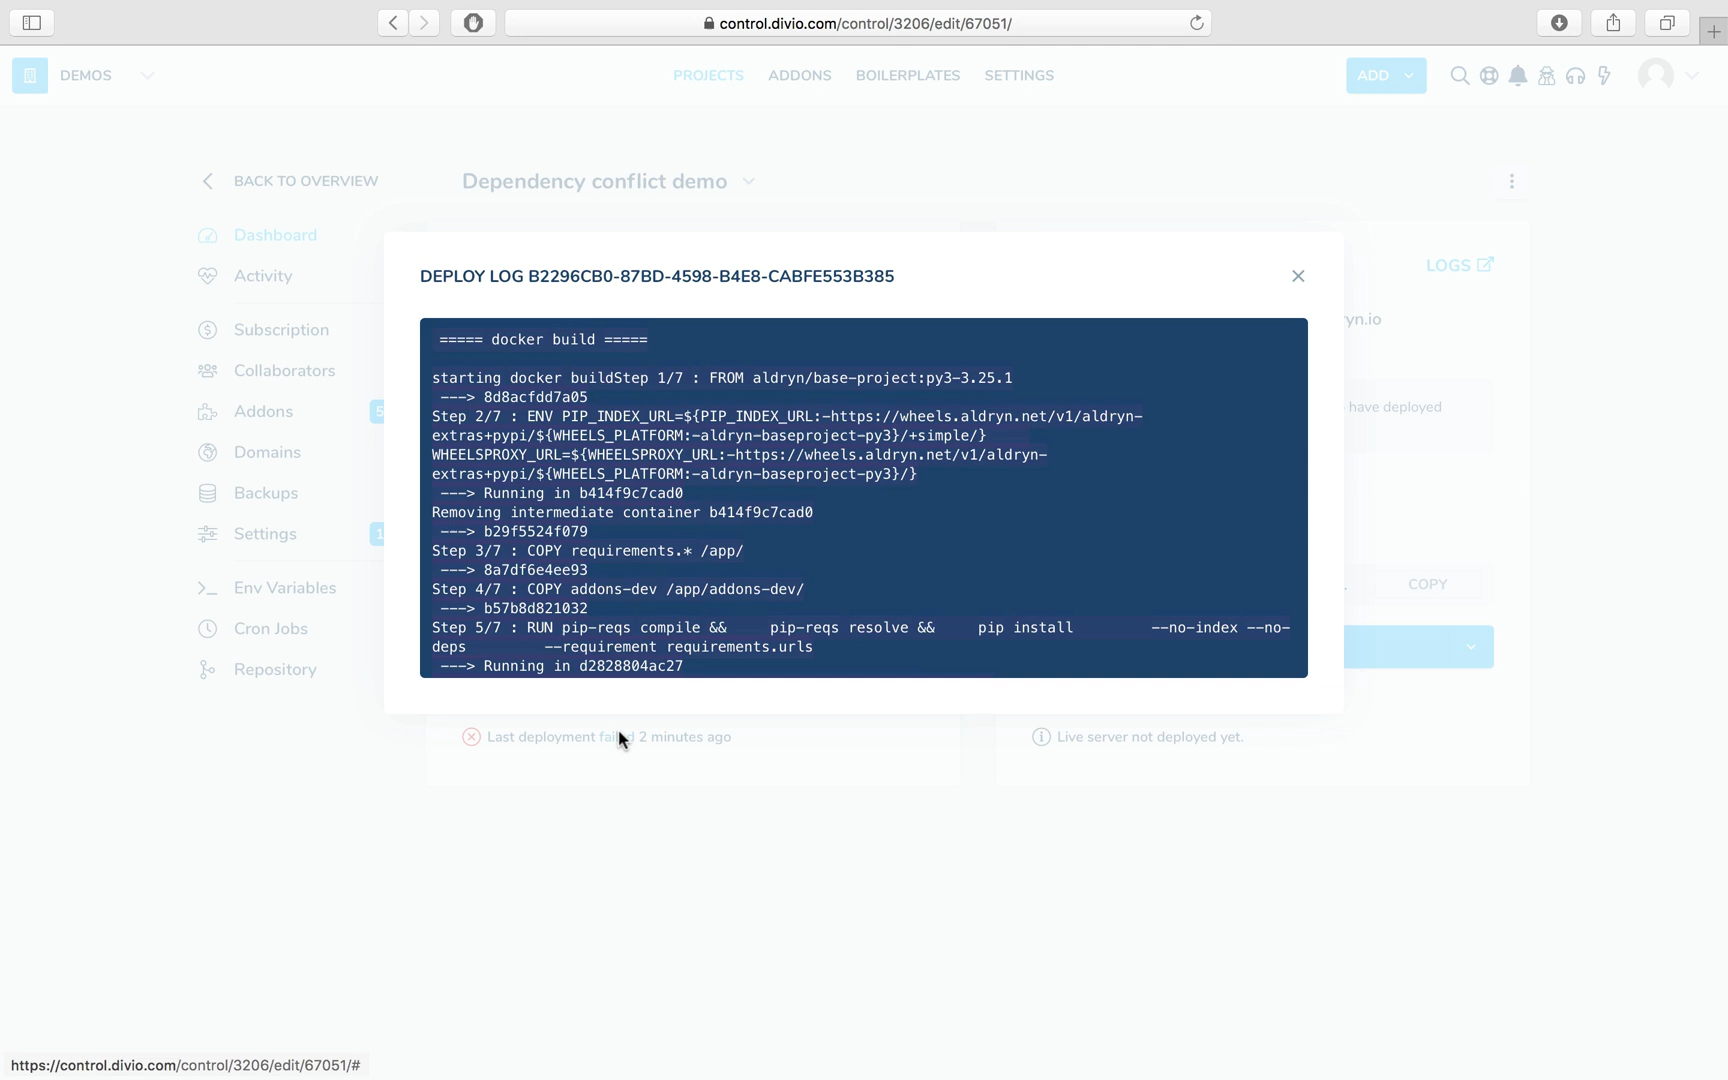 control.divio.com/control/3206/edit/67051/
DEMOS
PROJECTS ADDONS BOILERPLATES SETTINGS
ADD
BACK TO OVERVIEW
Dependency conflict demo
Dashboard
Activity
Subscription
Collaborators
Addons
5
Domains
Backups
Settings
1
Env Variables
Cron Jobs
Repository
LOGS
yn.io
have deployed
COPY
DEPLOY LOG B2296CB0-87BD-4598-B4E8-CABFE553B385
===== docker build =====
starting docker buildStep 1/7 : FROM aldryn/base-project:py3-3.25.1
---> 8d8acfdd7a05
Step 2/7 : ENV PIP_INDEX_URL=${PIP_INDEX_URL:-https://wheels.aldryn.net/v1/aldryn-
extras+pypi/${WHEELS_PLATFORM:-aldryn-baseproject-py3}/+simple/}
WHEELSPROXY_URL=${WHEELSPROXY_URL:-https://wheels.aldryn.net/v1/aldryn-
extras+pypi/${WHEELS_PLATFORM:-aldryn-baseproject-py3}/}
---> Running in b414f9c7cad0
Removing intermediate container b414f9c7cad0
---> b29f5524f079
Step 3/7 : COPY requirements.* /app/
---> 8a7df6e4ee93
Step 4/7 : COPY addons-dev /app/addons-dev/
---> b57b8d821032
Step 5/7 : RUN pip-reqs compile && pip-reqs resolve && pip install --no-index --no-
deps --requirement requirements.urls
---> Running in d2828804ac27
Last deployment failed 2 minutes ago
Live server not deployed yet.
https://control.divio.com/control/3206/edit/67051/#